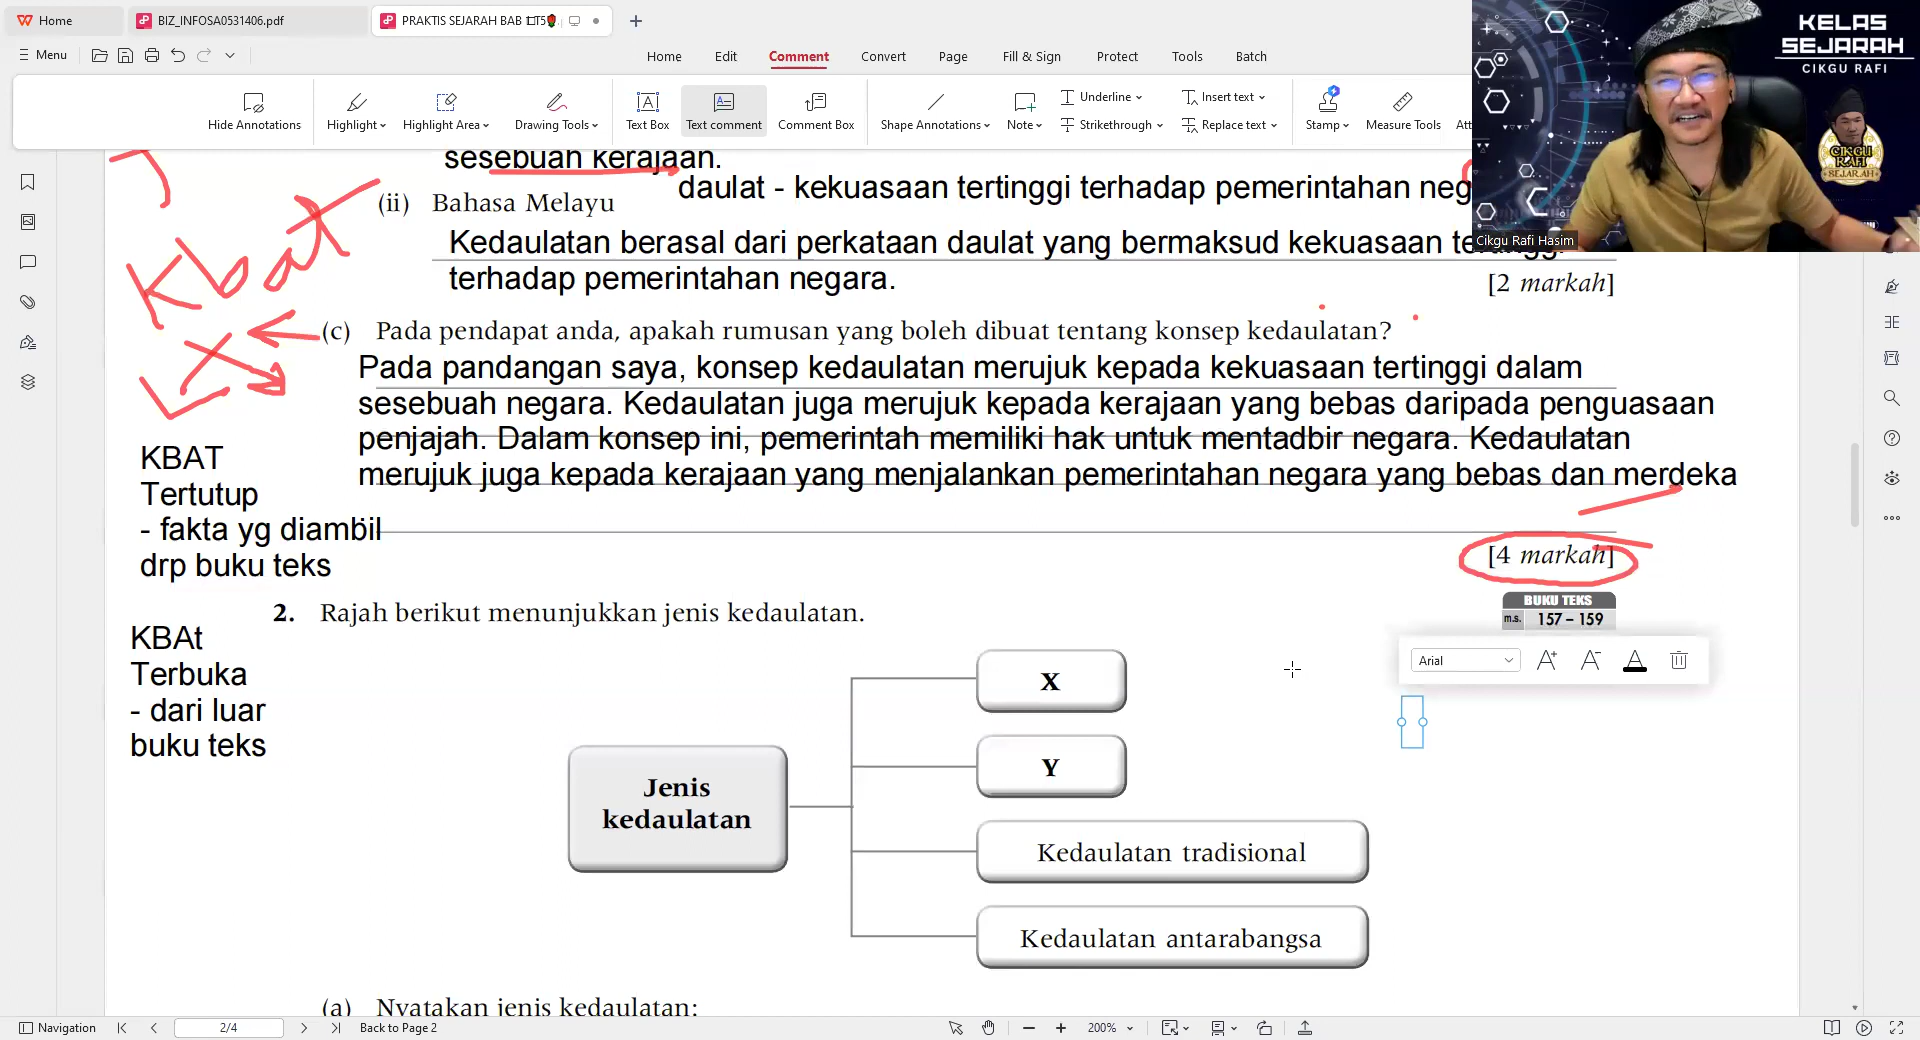 Home
BIZ_INFOSA0531406.pdf
PRAKTIS SEJARAH BAB
Menu
Home Edit Comment Convert Page Fill & Sign Protect Tools Batch
Hide Annotations
Highlight
Highlight Area
Drawing Tools
Text Box
Text comment
Comment Box
Shape Annotations
Note
Underline
Strikethrough
Insert text
Replace text
Stamp
Measure Tools
Att
KELAS
SEJARAH
CIKGU RAFI
CIKGU
RAFI
SEJARAH
Cikgu Rafi Hasim
sesebuah kerajaan.
daulat - kekuasaan tertinggi terhadap pemerintahan neg
(ii) Bahasa Melayu
Kedaulatan berasal dari perkataan daulat yang bermaksud kekuasaan
terhadap pemerintahan negara.
[2 markah]
Kbat
(c) Pada pendapat anda, apakah rumusan yang boleh dibuat tentang konsep kedaulatan?
Pada pandangan saya, konsep kedaulatan merujuk kepada kekuasaan tertinggi dalam
sesebuah negara. Kedaulatan juga merujuk kepada kerajaan yang bebas daripada penguasaan
penjajah. Dalam konsep ini, pemerintah memiliki hak untuk mentadbir negara. Kedaulatan
merujuk juga kepada kerajaan yang menjalankan pemerintahan negara yang bebas dan merdeka
KBAT
Tertutup
- fakta yg diambil
drp buku teks
[4 markah]
BUKU TEKS
m.s. 157 – 159
2. Rajah berikut menunjukkan jenis kedaulatan.
KBAt
Terbuka
- dari luar
buku teks
Arial
X
Y
Jenis
kedaulatan
Kedaulatan tradisional
Kedaulatan antarabangsa
(a) Nyatakan jenis kedaulatan:
Navigation
2/4
Back to Page 2
200%